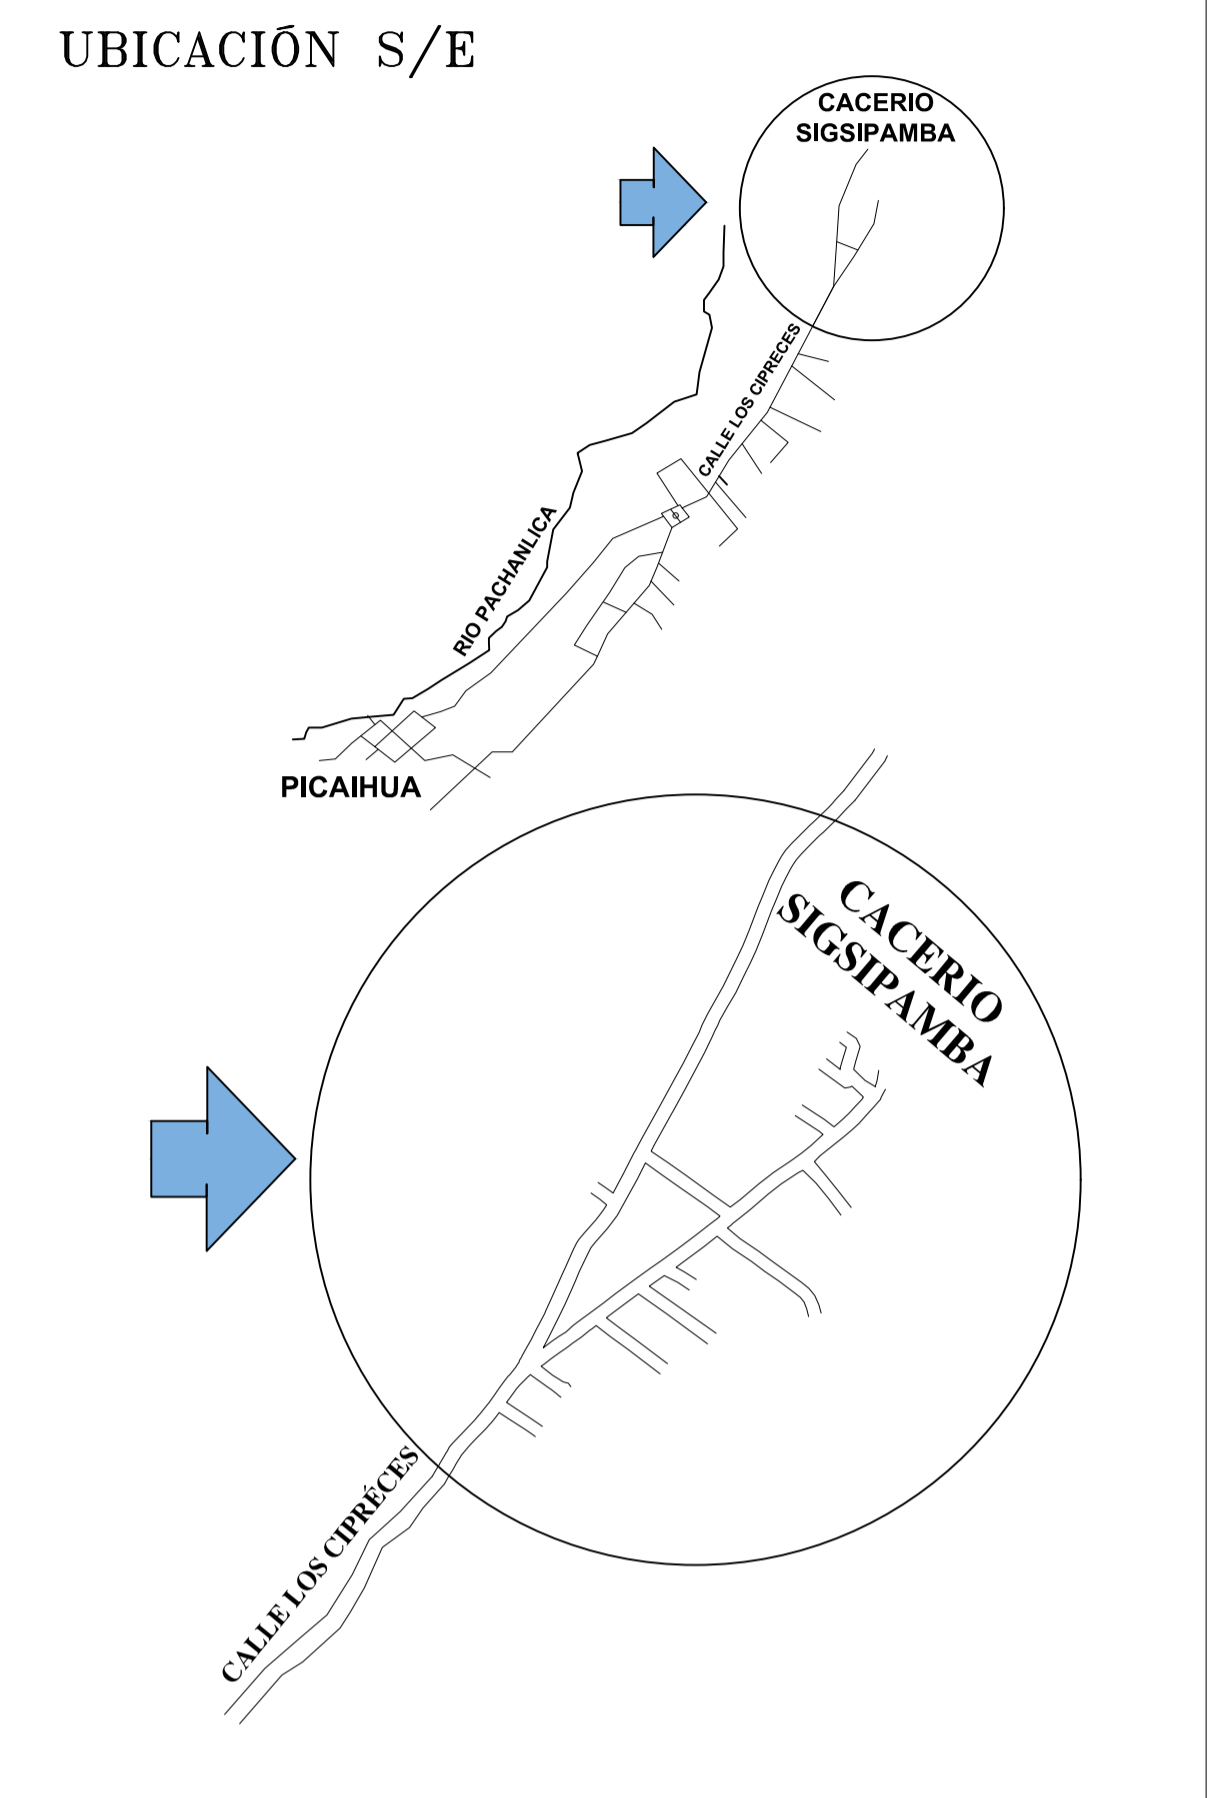 UBICACIÓN S/E
CACERIO
SIGSIPAMBA
CALLE LOS CIPRECES
RIO PACHANLICA
PICAIHUA
CACERIO
SIGSIPAMBA
CALLE LOS CIPRÉCES